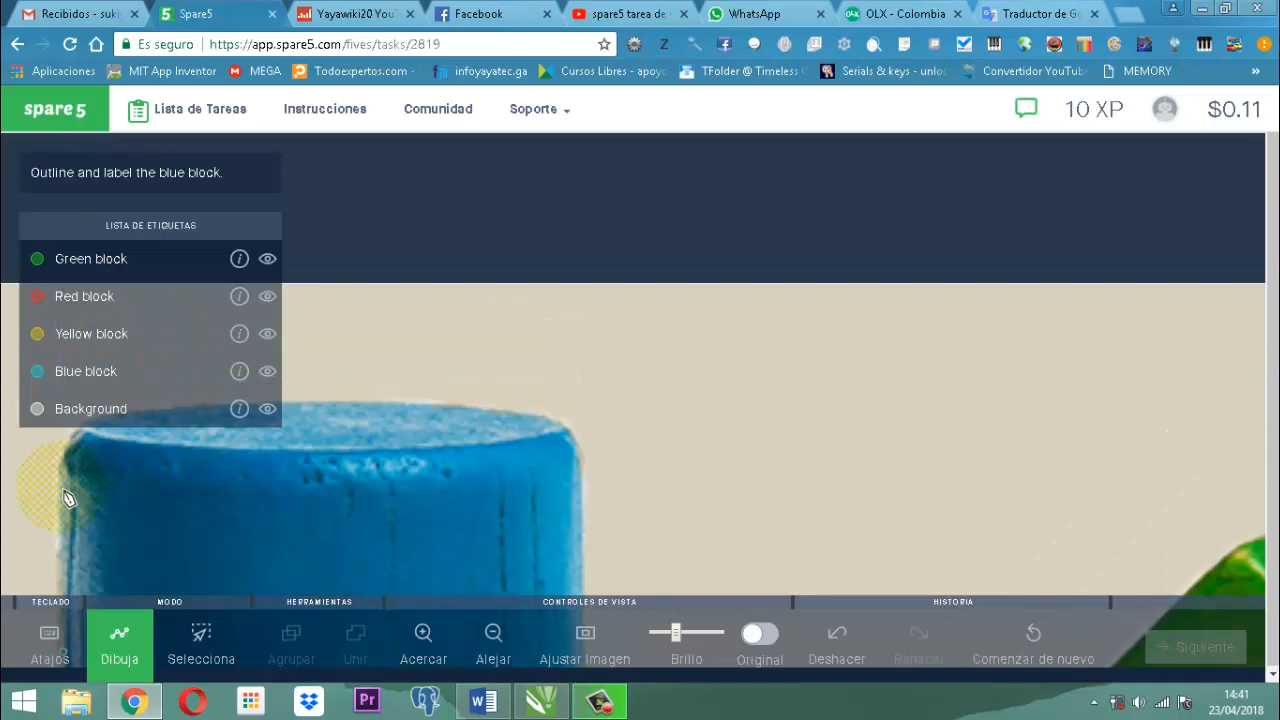 Recibidos - suki × Spare5 × Yayawiki20 You × Facebook × spare5 tarea de × WhatsApp × OLX - Colombia × Traductor de Go ×
Es seguro | https://app.spare5.com/fives/tasks/2819
Aplicaciones MIT App Inventor MEGA Todoexpertos.com - infoyayatec.ga Cursos Libres - apoy TFolder @ Timeless Serials & keys - unloc Convertidor YouTub MEMORY »
spare5 Lista de Tareas Instrucciones Comunidad Soporte 10 XP $0.11
Outline and label the blue block.
LISTA DE ETIQUETAS
Green block
Red block
Yellow block
Blue block
Background
TECLADO MODO HERRAMIENTAS CONTROLES DE VISTA HISTORIA
Atajos Dibuja Selecciona Agrupar Unir Acercar Alejar Ajustar Imagen Brillo Original Deshacer Rehacer Comenzar de nuevo Siguiente
14:41
23/04/2018